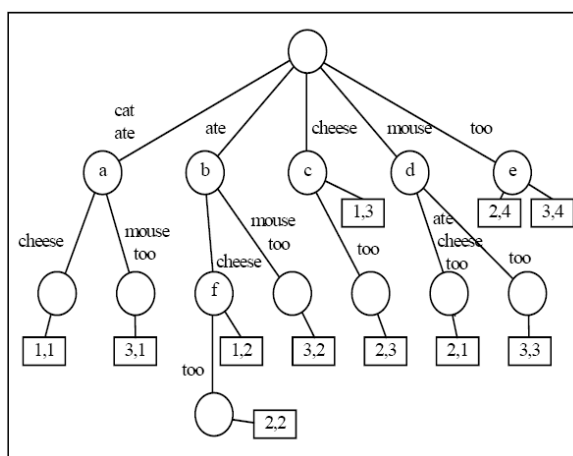 cat
ate
ate
cheese
mouse
too
a
b
c
d
e
1,3
2,4
3,4
cheese
mouse
too
cheese
mouse
too
too
ate
cheese
too
too
f
1,1
3,1
1,2
3,2
2,3
2,1
3,3
too
2,2